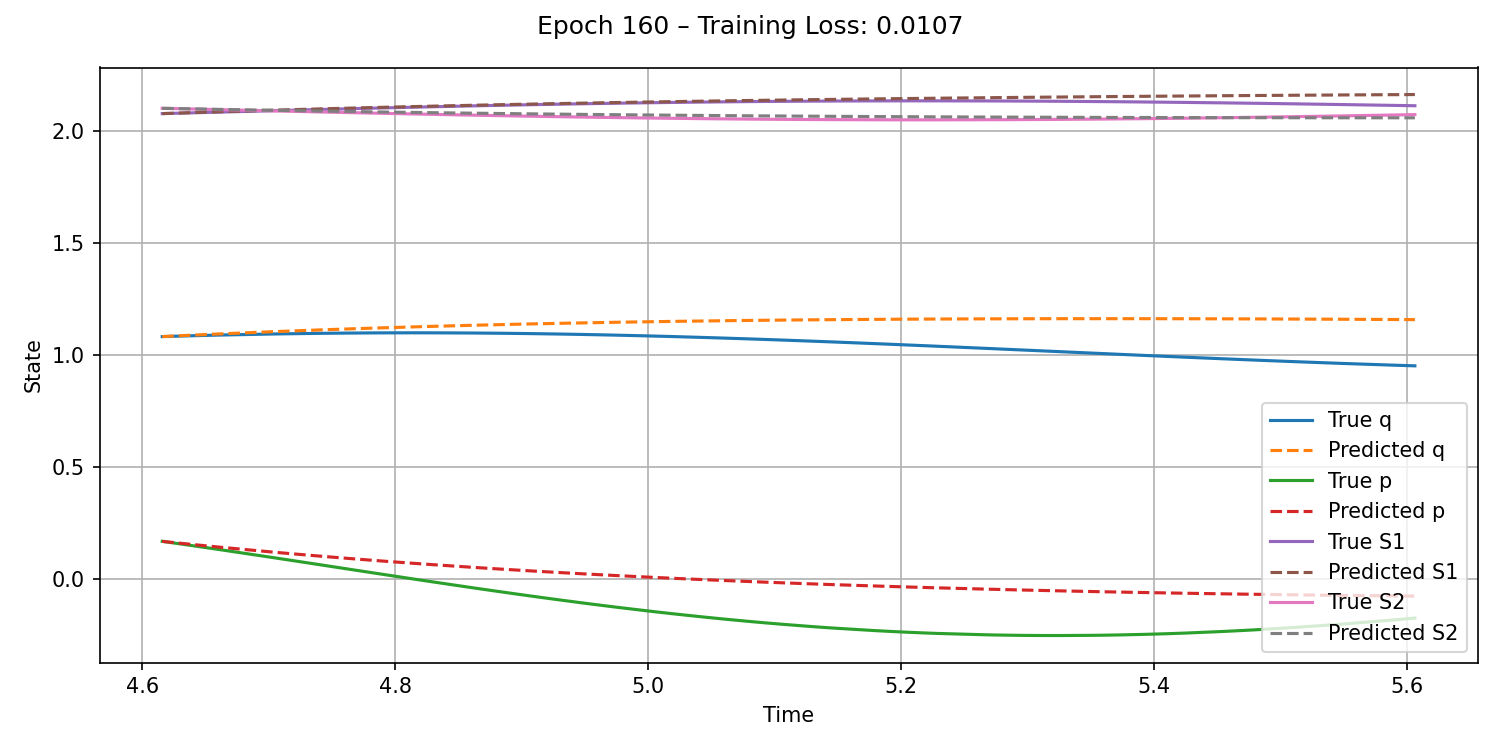 Epoch 160 – Training Loss: 0.0107
State
2.0
1.5
1.0
0.5
0.0
True q
Predicted q
True p
Predicted p
True S1
Predicted S1
True S2
Predicted S2
4.6 4.8 5.0 5.2 5.4 5.6
Time